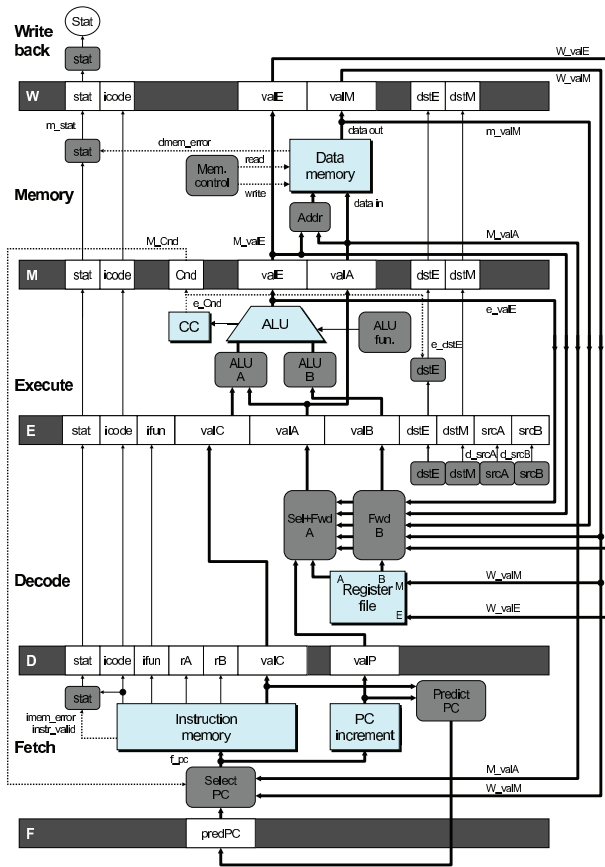 Write back
Stat
stat
W_valE
W_valM
W stat icode valE valM dstE dstM
m_stat
data out
m_valM
dmem_error
stat
Mem. control
read
write
Data memory
Memory
Addr
data in
M_Cnd
M_valE
M_valA
M stat icode Cnd valE valA dstE dstM
e_Cnd
e_valE
CC
ALU
ALU fun.
e_dstE
ALU A
ALU B
dstE
Execute
E stat icode ifun valC valA valB dstE dstM srcA srcB
d_srcA
d_srcB
dstE dstM srcA srcB
Sel+Fwd A
Fwd B
Decode
A B
M
Register file
E
W_valM
W_valE
D stat icode ifun rA rB valC valP
stat
Predict PC
imem_error
instr_valid
Instruction memory
PC increment
Fetch
f_pc
Select PC
M_valA
W_valM
F predPC